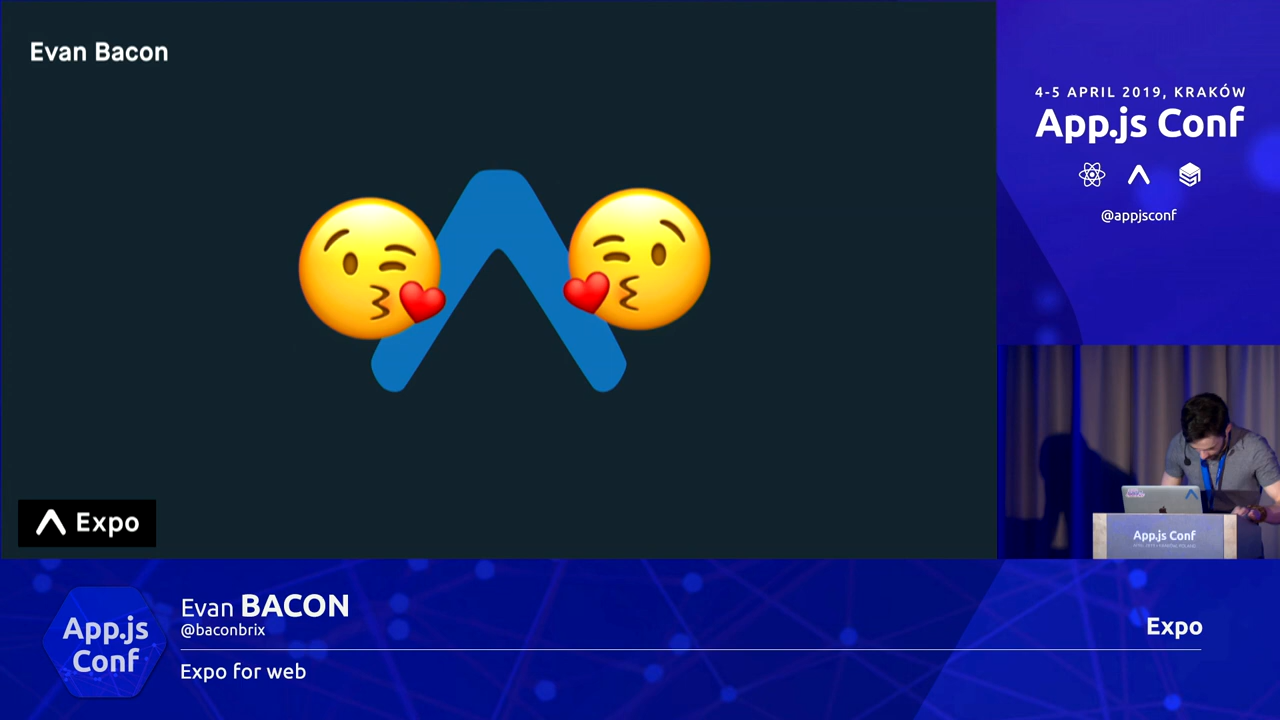 Evan Bacon
Expo
4-5 APRIL 2019, KRAKÓW
App.js Conf
@appjsconf
App.js Conf
App.js
Conf
Evan BACON
@baconbrix
Expo for web
Expo